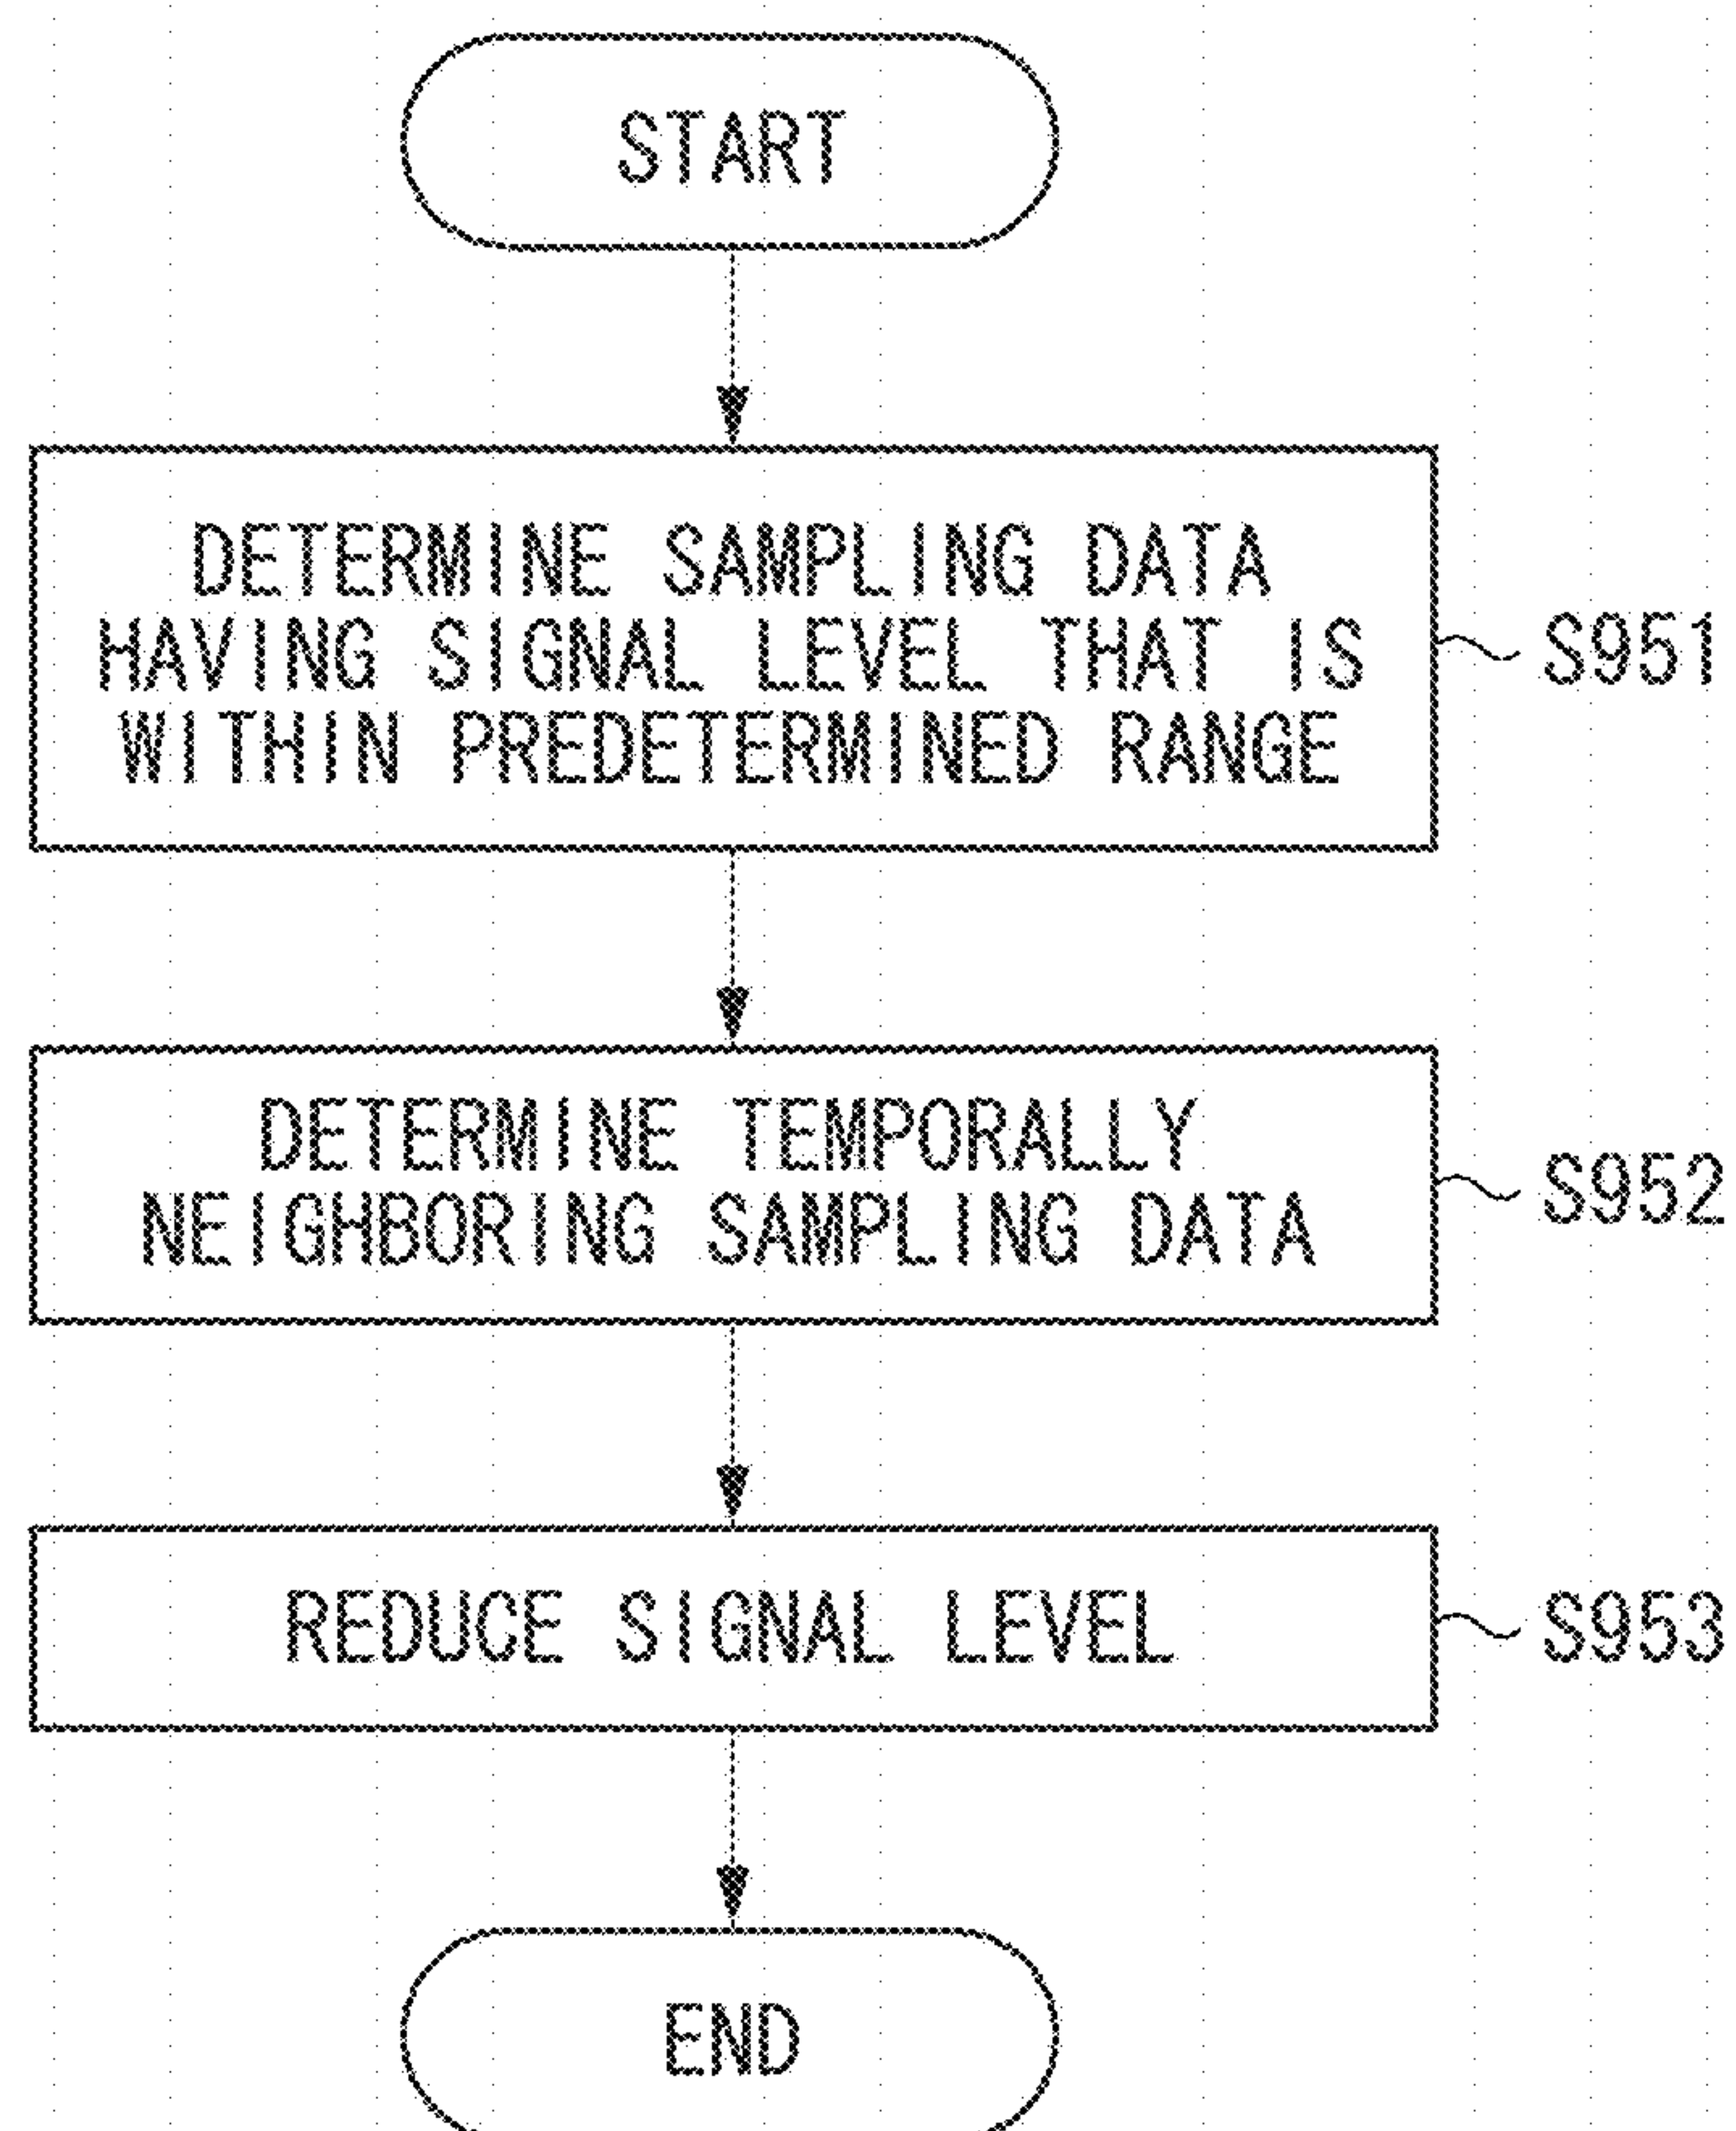 START
DETERMINE SAMPLING DATA
HAVING SIGNAL LEVEL THAT IS
WITHIN PREDETERMINED RANGE
S951
DETERMINE TEMPORALLY
NEIGHBORING SAMPLING DATA
S952
REDUCE SIGNAL LEVEL
S953
END